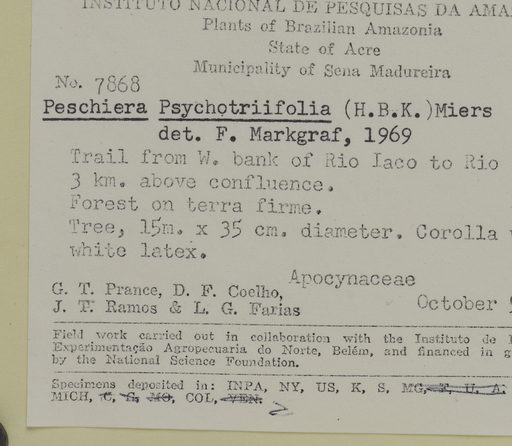 INSTITUTO NACIONAL DE PESQUISAS DA AMA
Plants of Brazilian Amazonia
State of Acre
Municipality of Sena Madureira
No. 7868
Peschiera Psychotriifolia (H.B.K.)Miers
det. F. Markgraf, 1969
Trail from W. bank of Rio Iaco to Rio
3 km. above confluence.
Forest on terra firme.
Tree, 15m. x 35 cm. diameter. Corolla
white latex.
Apocynaceae
G. T. Prance, D. F. Coelho,
J. T. Ramos & L. G. Farias
October
Field work carried out in collaboration with the Instituto de
Experimentação Agropecuaria do Norte, Belém, and financed in
by the National Science Foundation.
Specimens deposited in: INPA, NY, US, K, S, MG, F, U, A,
MICH, C, G, MO, COL, VEN.